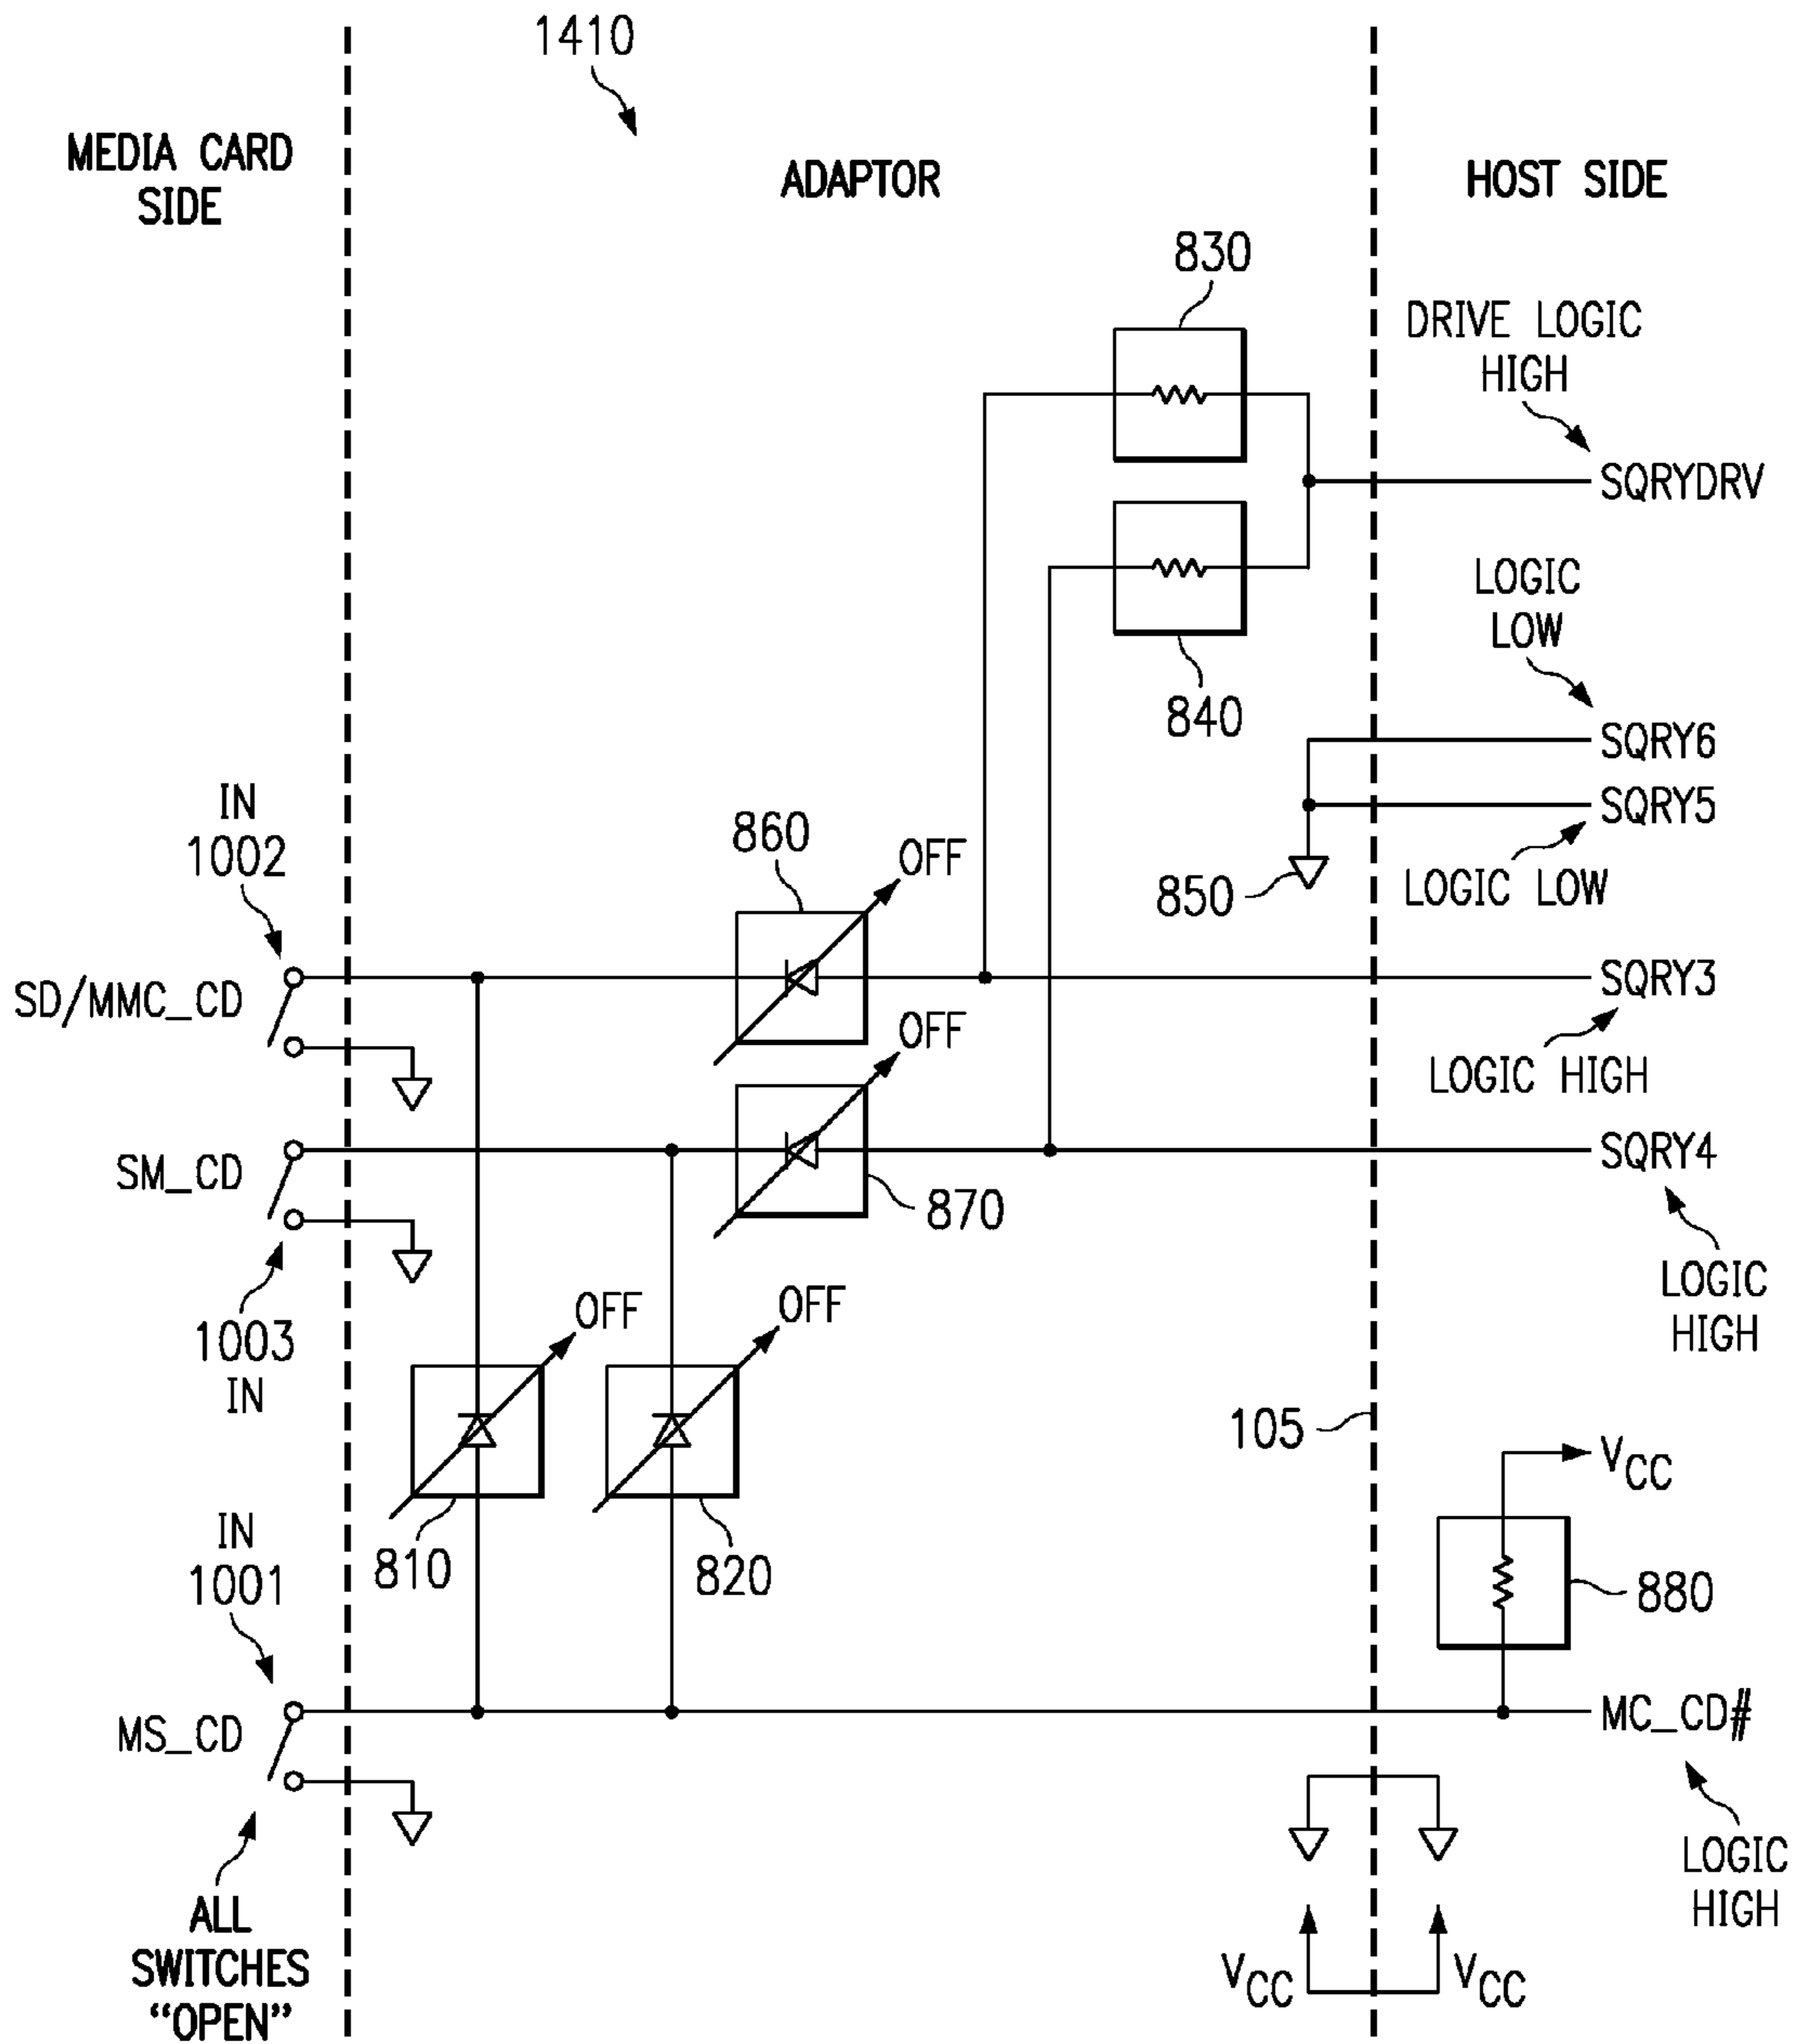 1410
MEDIA CARD
SIDE
ADAPTOR
HOST SIDE
830
DRIVE LOGIC
HIGH
SQRYDRV
840
LOGIC
LOW
SQRY6
SQRY5
850
LOGIC LOW
IN
1002
860
OFF
SD/MMC_CD
SQRY3
OFF
LOGIC HIGH
SM_CD
SQRY4
870
LOGIC
HIGH
1003
IN
OFF
OFF
105
VCC
IN
1001
810
820
880
MS_CD
MC_CD#
LOGIC
HIGH
ALL
SWITCHES
“OPEN”
VCC
VCC